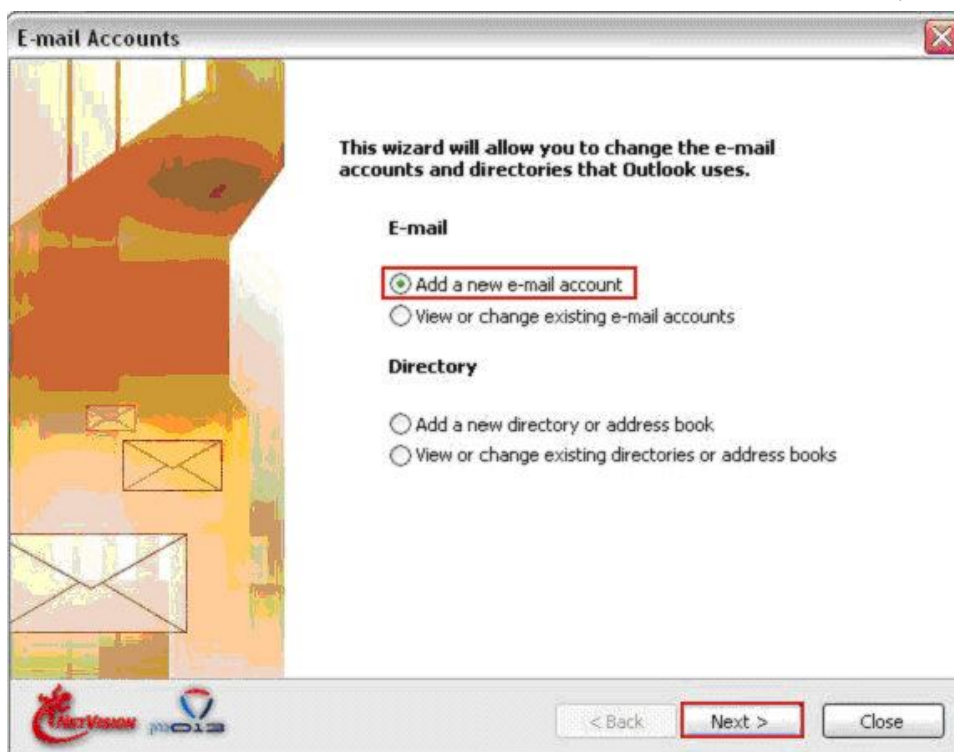 E-mail Accounts
This wizard will allow you to change the e-mail
accounts and directories that Outlook uses.
E-mail
Add a new e-mail account
View or change existing e-mail accounts
Directory
Add a new directory or address book
View or change existing directories or address books
NetVision 013
< Back
Next >
Close